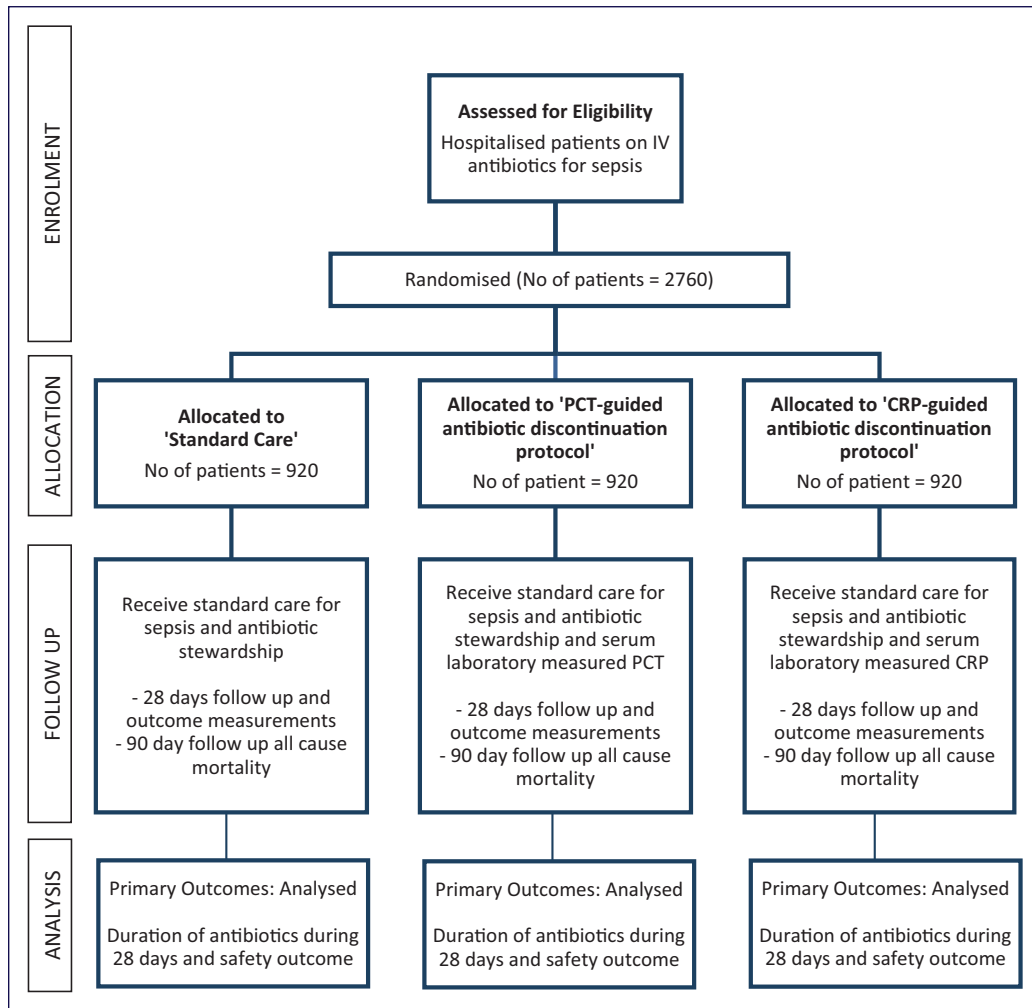 ENROLMENT
Assessed for Eligibility
Hospitalised patients on IV
antibiotics for sepsis
Randomised (No of patients = 2760)
ALLOCATION
Allocated to
'Standard Care'
No of patients = 920
Allocated to 'PCT-guided
antibiotic discontinuation
protocol'
No of patient = 920
Allocated to 'CRP-guided
antibiotic discontinuation
protocol'
No of patients = 920
FOLLOW UP
Receive standard care for
sepsis and antibiotic
stewardship
- 28 days follow up and
outcome measurements
- 90 day follow up all cause
mortality
Receive standard care for
sepsis and antibiotic
stewardship and serum
laboratory measured PCT
- 28 days follow up and
outcome measurements
- 90 day follow up all cause
mortality
Receive standard care for
sepsis and antibiotic
stewardship and serum
laboratory measured CRP
- 28 days follow up and
outcome measurements
- 90 day follow up all cause
mortality
ANALYSIS
Primary Outcomes: Analysed
Duration of antibiotics during
28 days and safety outcome
Primary Outcomes: Analysed
Duration of antibiotics during
28 days and safety outcome
Primary Outcomes: Analysed
Duration of antibiotics during
28 days and safety outcome